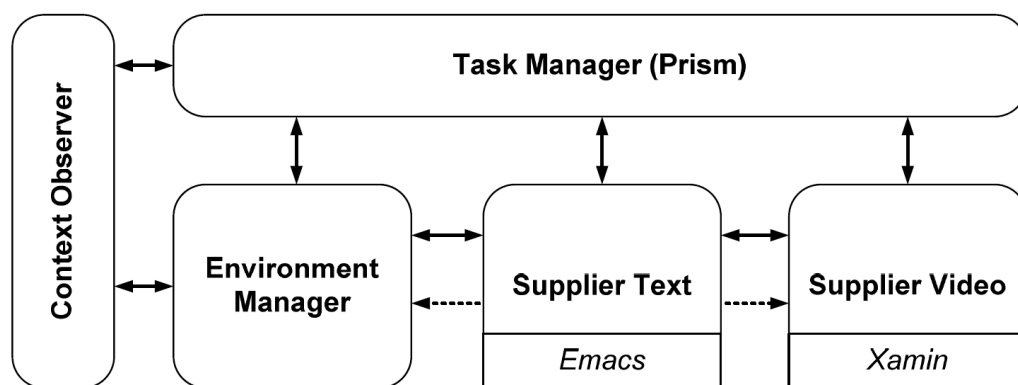 Context Observer
Task Manager (Prism)
Environment
Manager
Supplier Text
Supplier Video
Emacs
Xamin